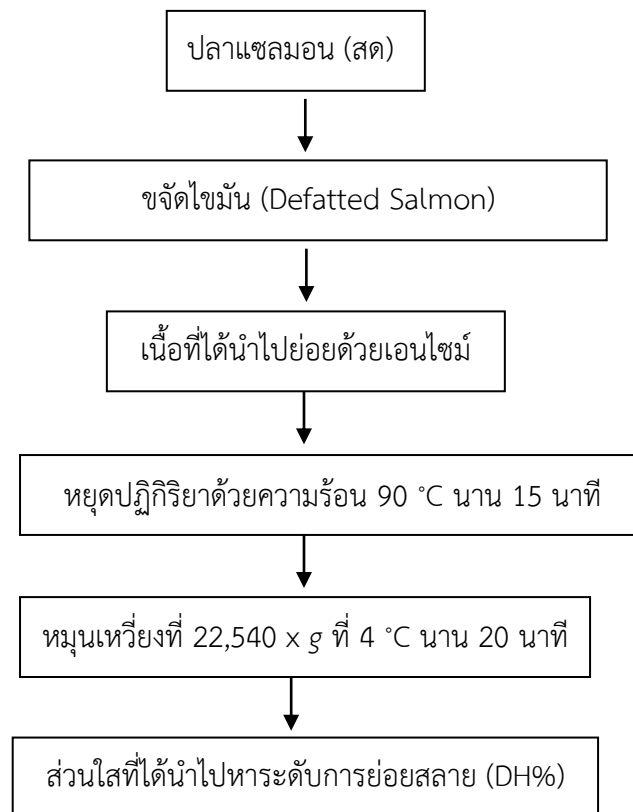 ปลาแซลมอน (สด)
ขจัดไขมัน (Defatted Salmon)
เนื้อที่ได้นำไปย่อยด้วยเอนไซม์
หยุดปฏิกิริยาด้วยความร้อน 90 °C นาน 15 นาที
หมุนเหวี่ยงที่ 22,540 x g ที่ 4 °C นาน 20 นาที
ส่วนใสที่ได้นำไปหาระดับการย่อยสลาย (DH%)